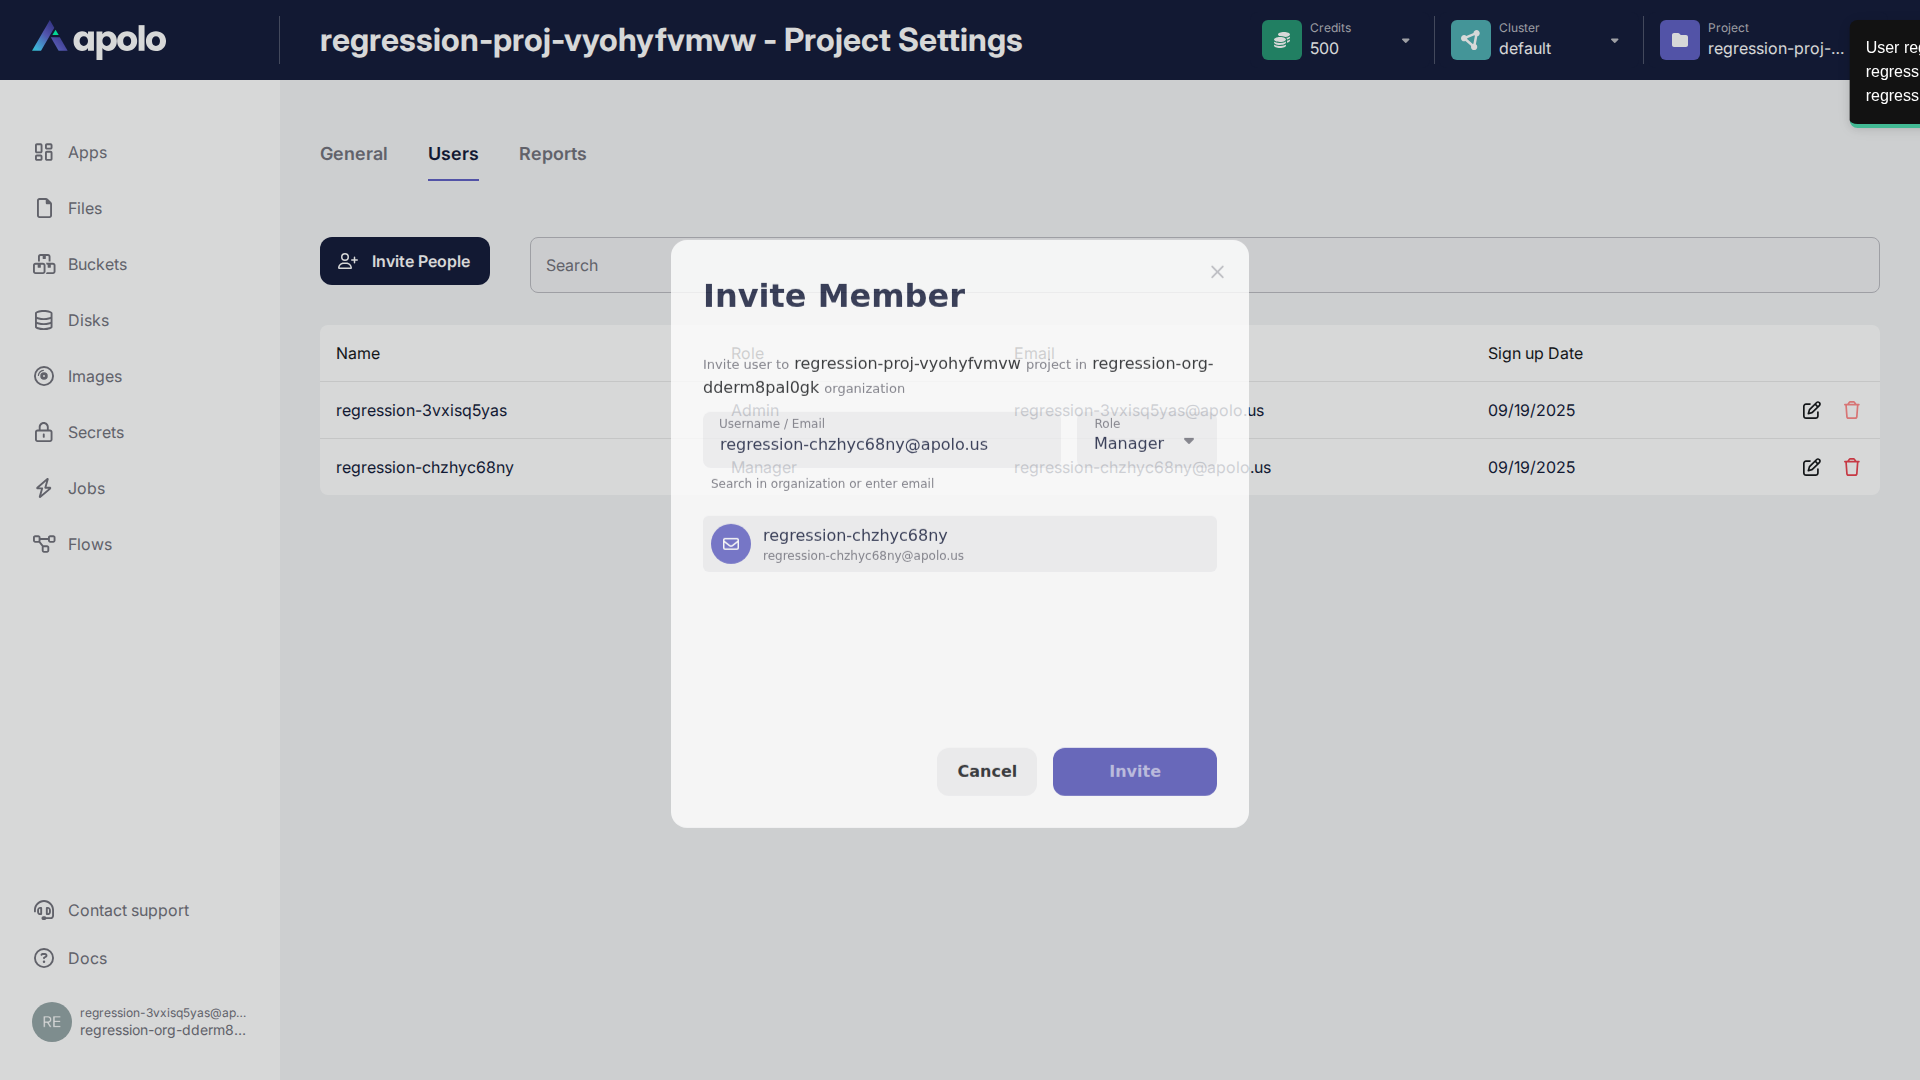 apolo
regression-proj-vyohyfvmvw - Project Settings
Credits
500
Cluster
default
Project
regression-proj-...
User
regress
regress
Apps
Files
Buckets
Disks
Images
Secrets
Jobs
Flows
Contact support
Docs
RE
regression-3vxisq5yas@ap...
regression-org-dderm8...
General
Users
Reports
Invite People
Search
Name
Role
Email
Sign up Date
regression-3vxisq5yas
Admin
regression-3vxisq5yas@apolo.us
09/19/2025
regression-chzhyc68ny
Manager
regression-chzhyc68ny@apolo.us
09/19/2025
Invite Member
Invite user to regression-proj-vyohyfvmvw project in regression-org-
dderm8pal0gk organization
Username / Email
regression-chzhyc68ny@apolo.us
Role
Manager
Search in organization or enter email
regression-chzhyc68ny
regression-chzhyc68ny@apolo.us
Cancel
Invite